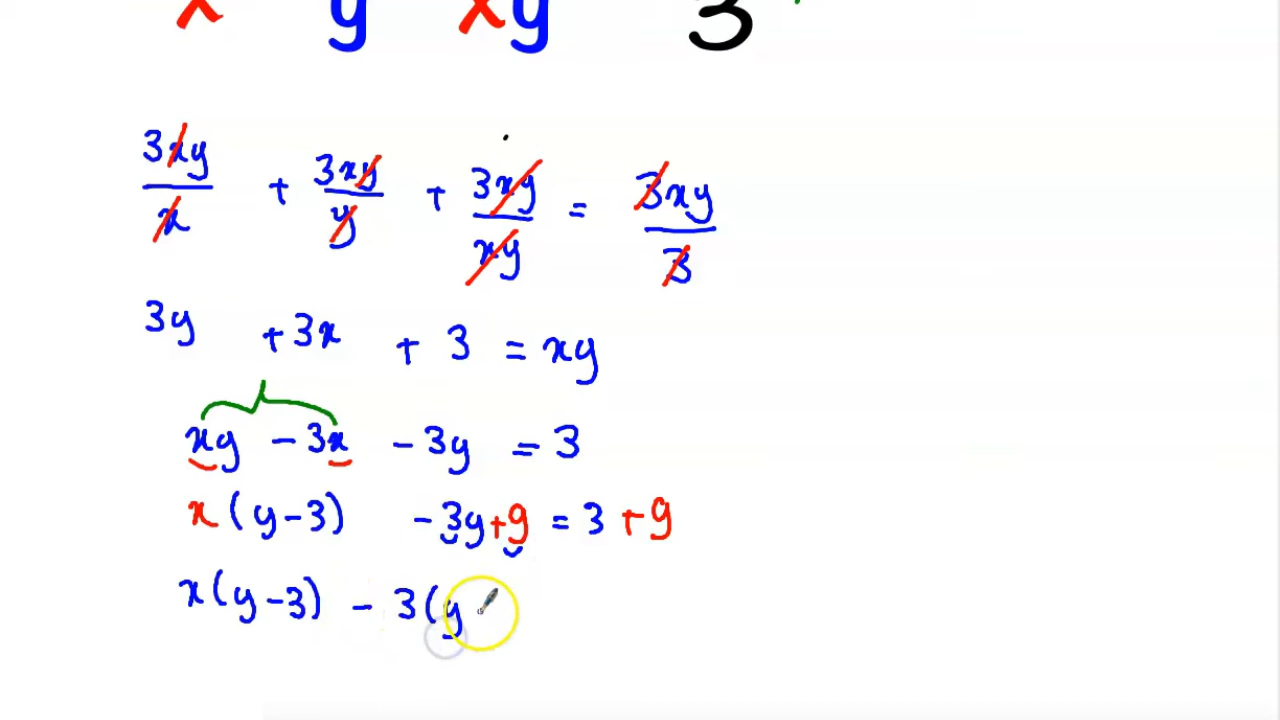 x y xy 3
3xy/x + 3xy/y + 3xy/xy = 3xy/3
3y + 3x + 3 = xy
xy - 3x - 3y = 3
x(y-3) - 3y + 9 = 3 + 9
x(y-3) - 3(y